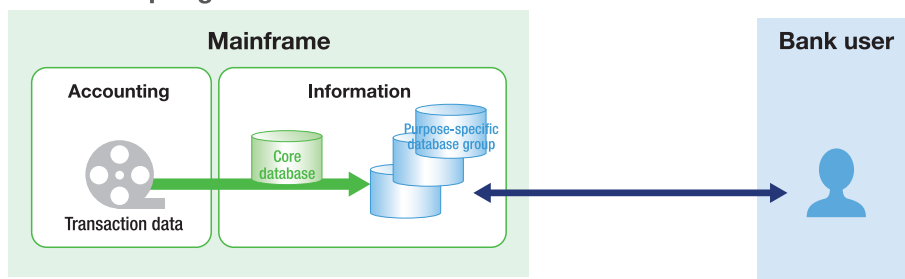 Mainframe
Bank user
Accounting
Information
Purpose-specific
database group
Core
database
Transaction data